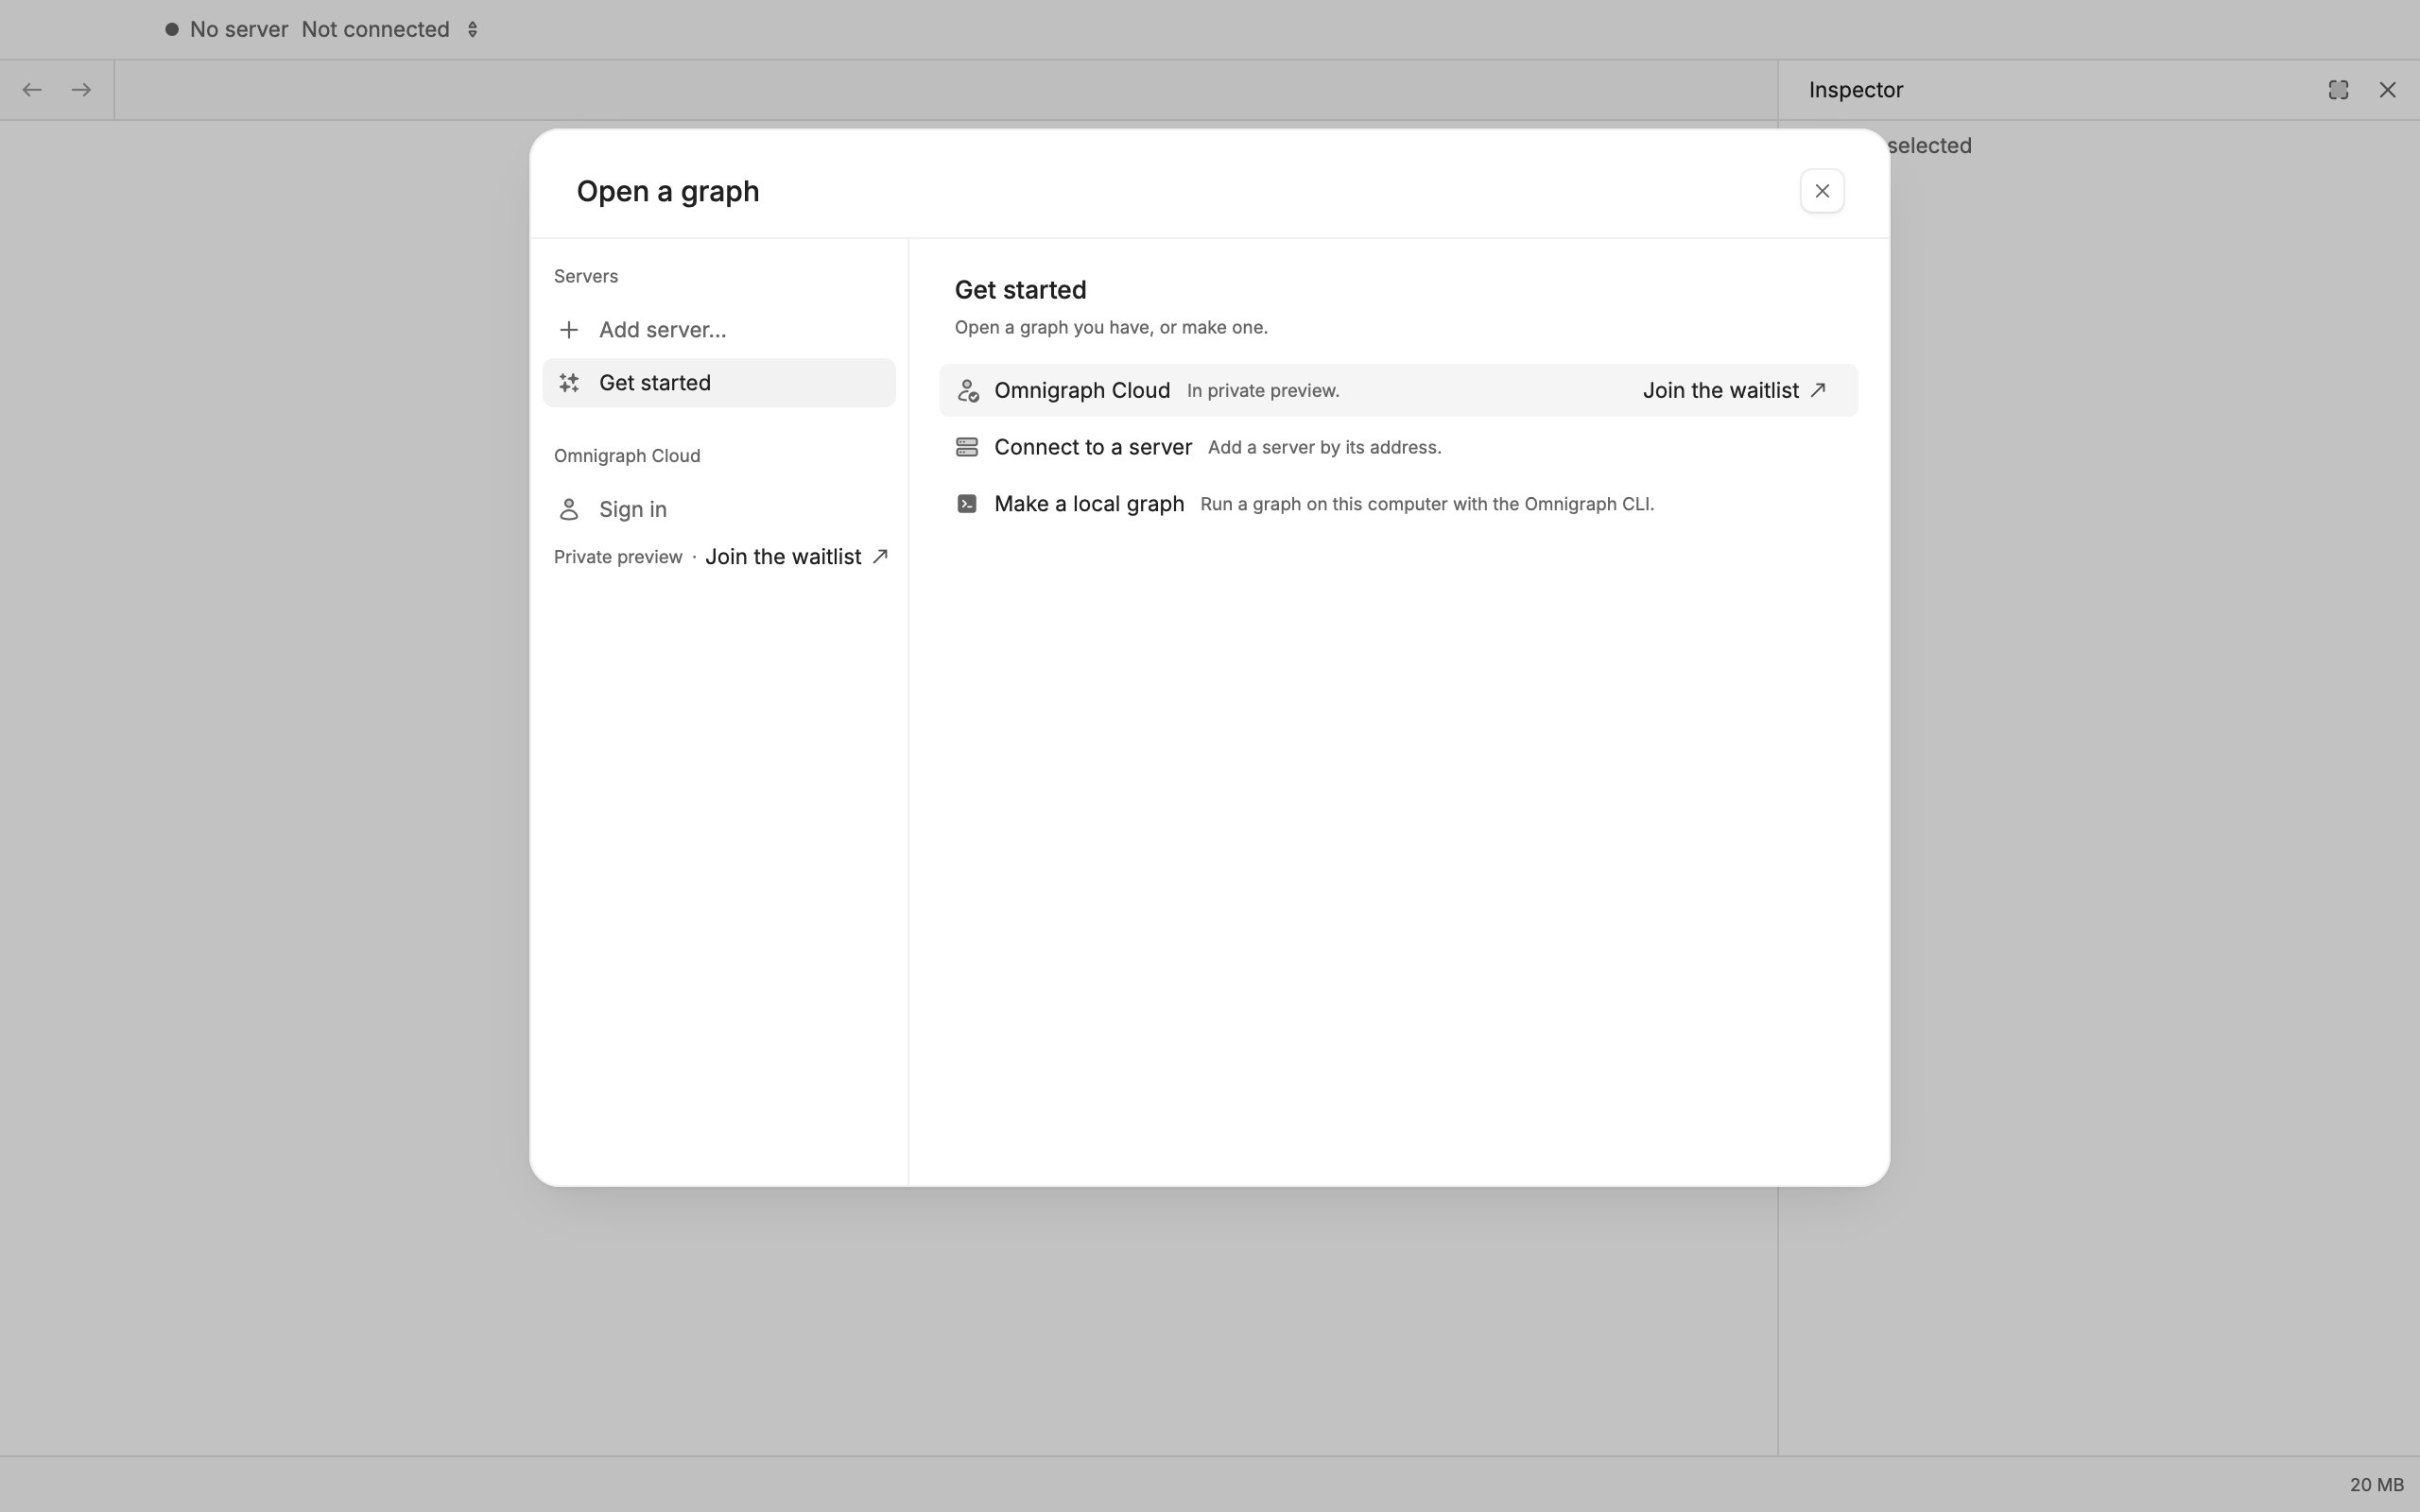 No server Not connected
Inspector
selected
Open a graph
Servers
Add server...
Get started
Omnigraph Cloud
Sign in
Private preview · Join the waitlist
Get started
Open a graph you have, or make one.
Omnigraph Cloud In private preview. Join the waitlist
Connect to a server Add a server by its address.
Make a local graph Run a graph on this computer with the Omnigraph CLI.
20 MB